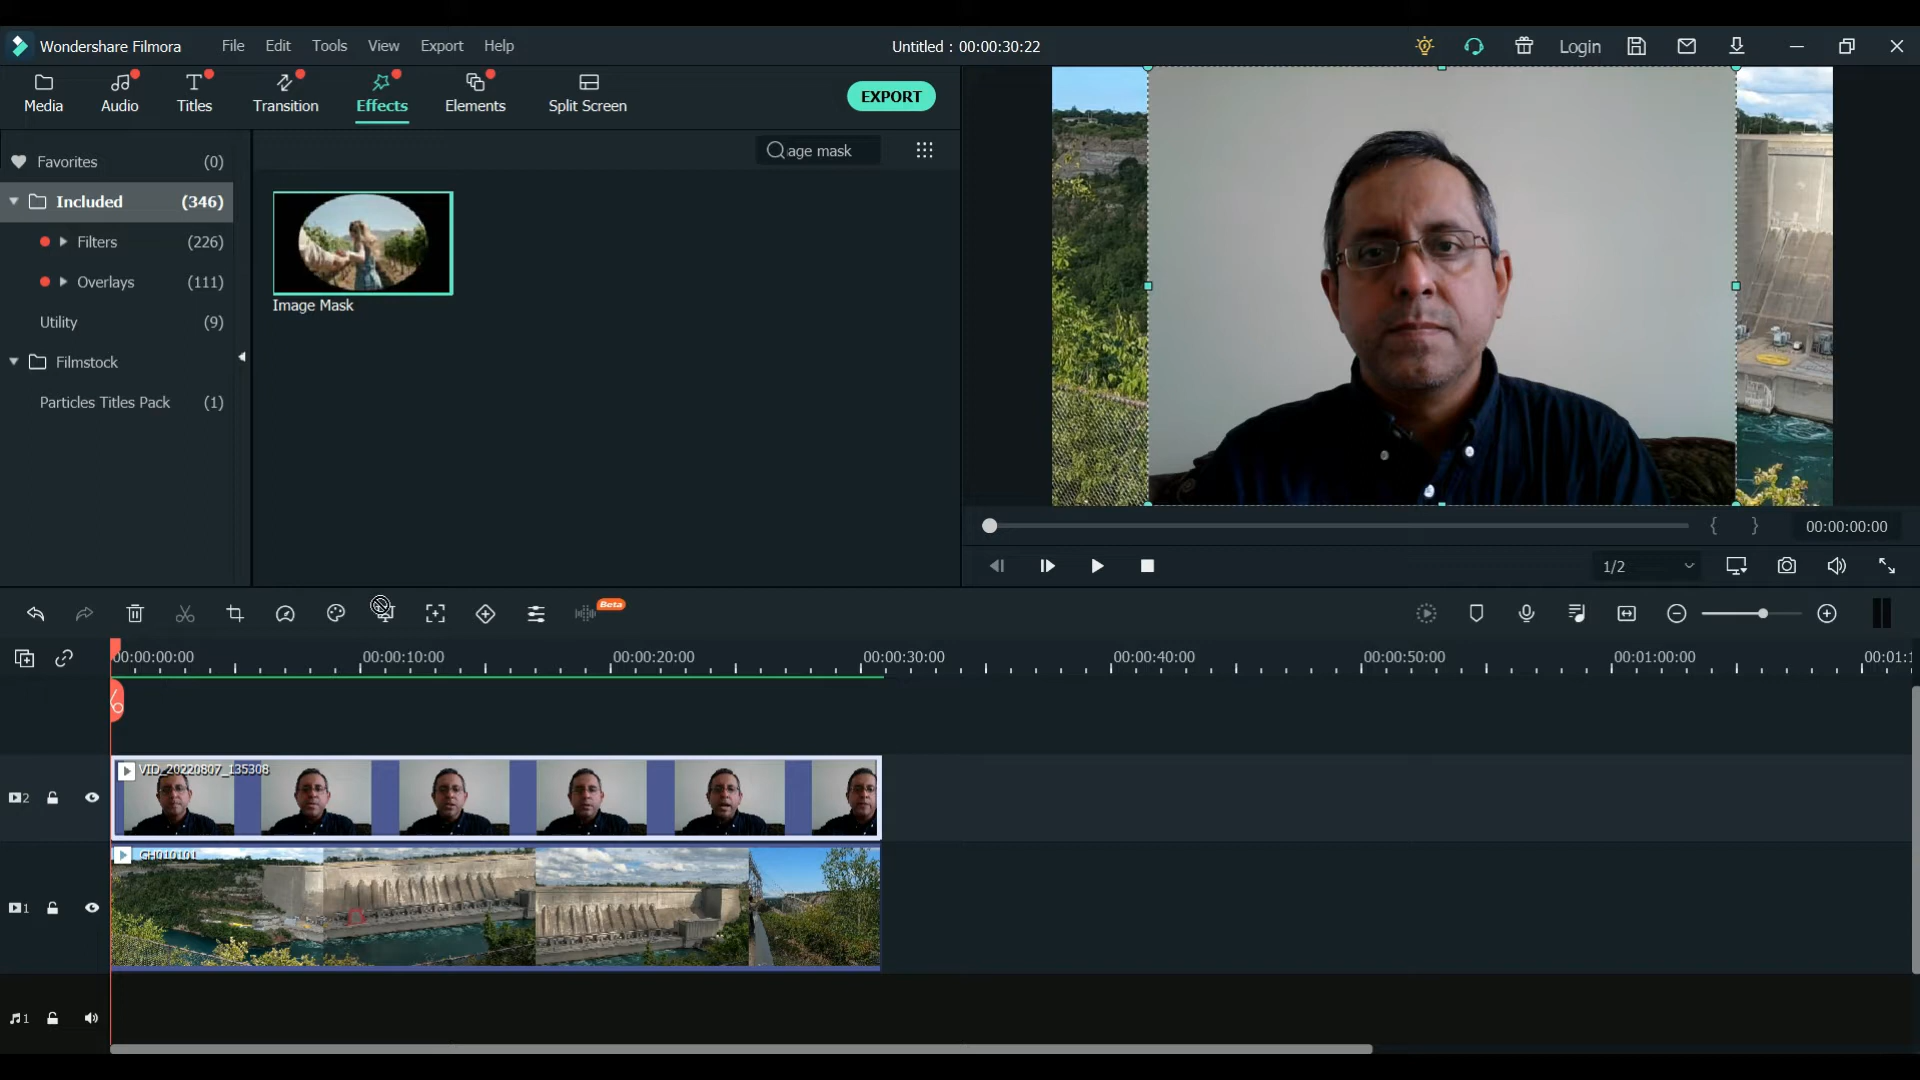 Wondershare Filmora File Edit Tools View Export Help Untitled : 00:00:30:22 Login
Media Audio Titles Transition Effects Elements Split Screen EXPORT
Favorites (0)
age mask
Included (346)
Filters (226)
Overlays (111)
Image Mask
Utility (9)
Filmstock
Particles Titles Pack (1)
{ } 00:00:00:00
1/2
Beta
00:00:00:00 00:00:10:00 00:00:20:00 00:00:30:00 00:00:40:00 00:00:50:00 00:01:00:00 00:01:1
VID_20220807_135308
2
GH010101
1
1